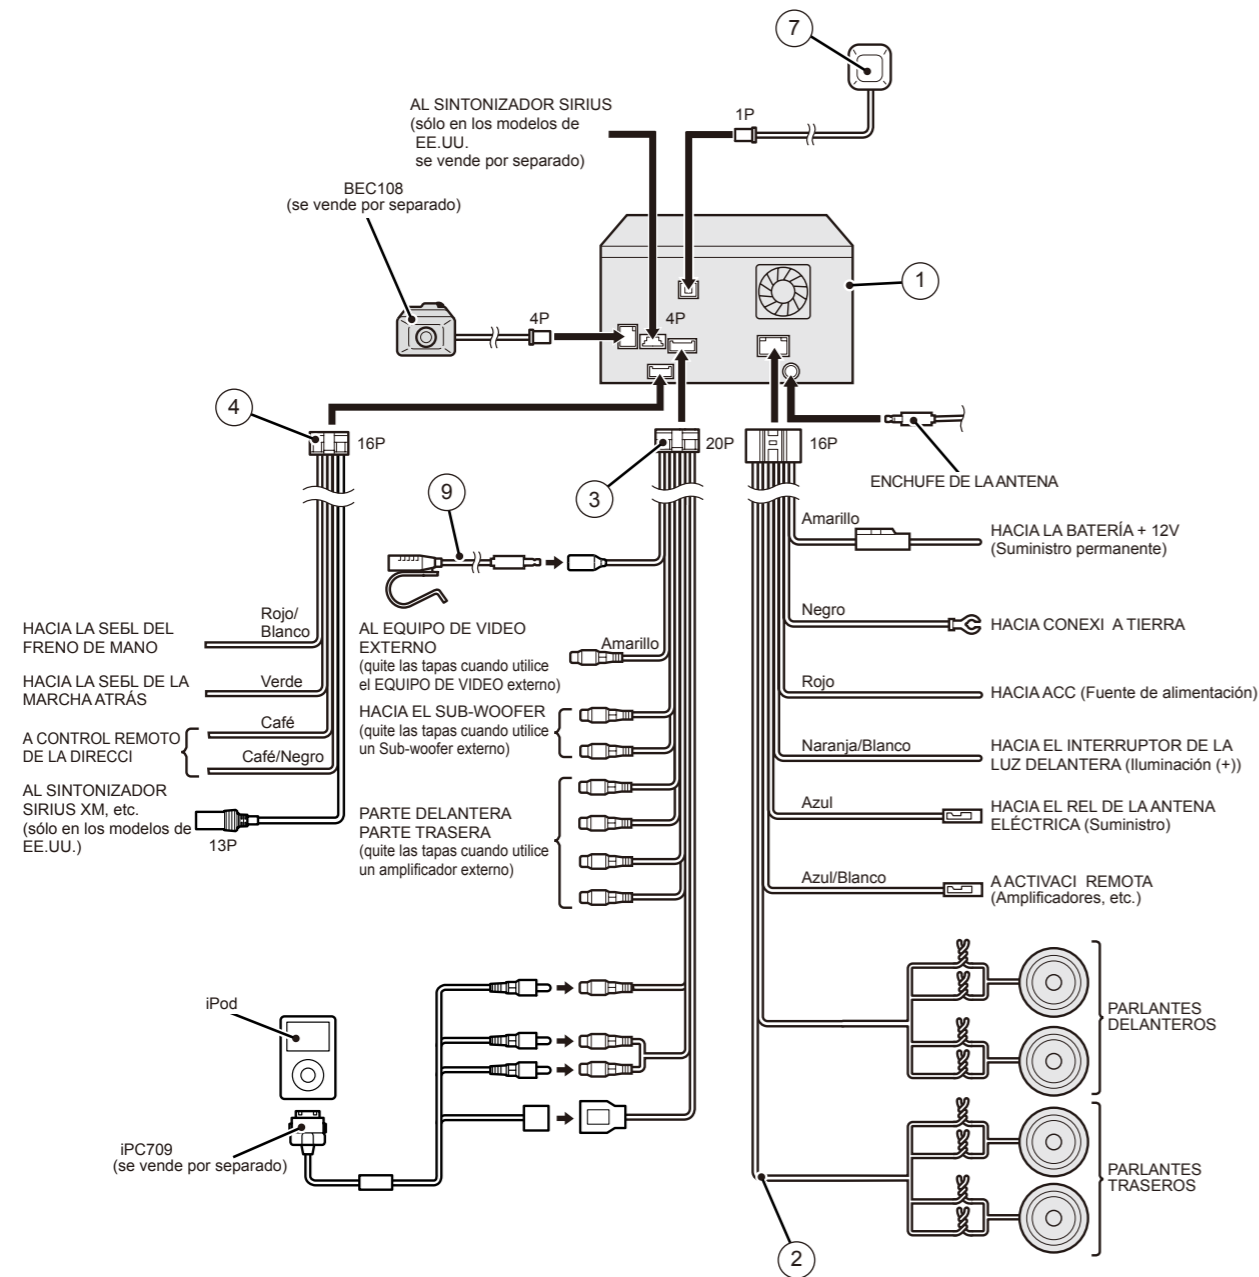 7
AL SINTONIZADOR SIRIUS
(sólo en los modelos de
EE.UU.
se vende por separado)
1P
BEC108
(se vende por separado)
1
4P
4P
4
16P
3
20P
16P
ENCHUFE DE LA ANTENA
9
Amarillo
HACIA LA BATERÍA + 12V
(Suministro permanente)
HACIA LA SEБL DEL
FRENO DE MANO
Rojo/
Blanco
AL EQUIPO DE VIDEO
EXTERNO
(quite las tapas cuando utilice
el EQUIPO DE VIDEO externo)
Amarillo
Negro
HACIA CONEXI A TIERRA
HACIA LA SEБL DE LA
MARCHA ATRÁS
Verde
Rojo
HACIA ACC (Fuente de alimentación)
A CONTROL REMOTO
DE LA DIRECCI
Café
Café/Negro
HACIA EL SUB-WOOFER
(quite las tapas cuando utilice
un Sub-woofer externo)
Naranja/Blanco
HACIA EL INTERRUPTOR DE LA
LUZ DELANTERA (Iluminación (+))
AL SINTONIZADOR
SIRIUS XM, etc.
(sólo en los modelos de
EE.UU.)
13P
PARTE DELANTERA
PARTE TRASERA
(quite las tapas cuando utilice
un amplificador externo)
Azul
HACIA EL REL DE LA ANTENA
ELÉCTRICA (Suministro)
Azul/Blanco
A ACTIVACI REMOTA
(Amplificadores, etc.)
iPod
PARLANTES
DELANTEROS
iPC709
(se vende por separado)
PARLANTES
TRASEROS
2